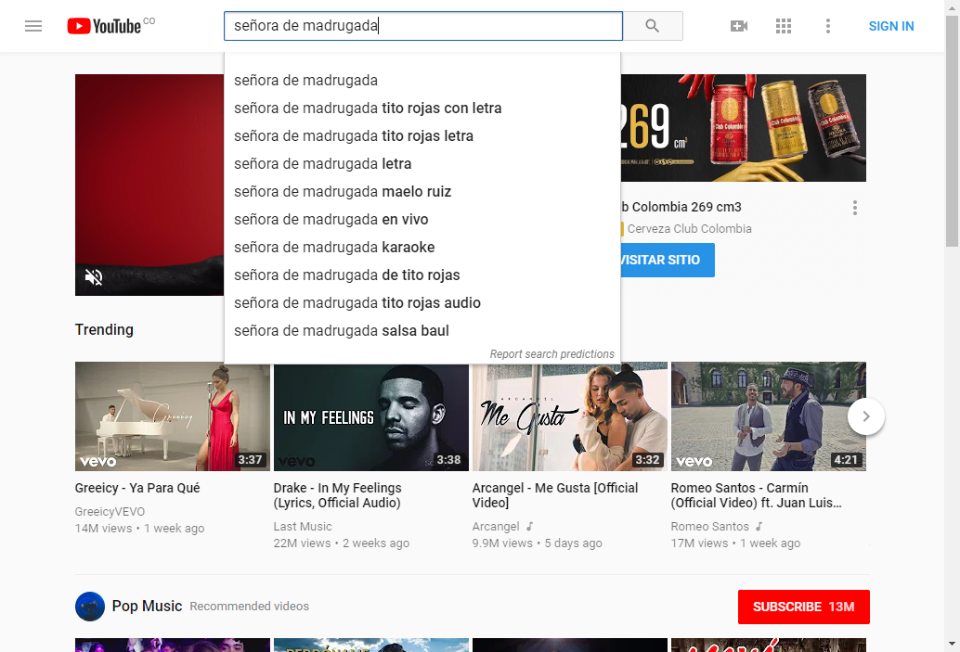 YouTube CO
señora de madrugada
SIGN IN
señora de madrugada
señora de madrugada tito rojas con letra
señora de madrugada tito rojas letra
señora de madrugada letra
señora de madrugada maelo ruiz
señora de madrugada en vivo
señora de madrugada karaoke
señora de madrugada de tito rojas
señora de madrugada tito rojas audio
señora de madrugada salsa baul
Report search predictions
269 cm3
Club Colombia
b Colombia 269 cm3
Cerveza Club Colombia
VISITAR SITIO
Trending
Greeicy
vevo
3:37
IN MY FEELINGS
vevo
3:38
ARCANGEL
Me Gusta
3:32
vevo
4:21
Greeicy - Ya Para Qué
GreeicyVEVO
14M views • 1 week ago
Drake - In My Feelings
(Lyrics, Official Audio)
Last Music
22M views • 2 weeks ago
Arcangel - Me Gusta [Official
Video]
Arcangel
9.9M views • 5 days ago
Romeo Santos - Carmín
(Official Video) ft. Juan Luis...
Romeo Santos
17M views • 1 week ago
Pop Music
Recommended videos
SUBSCRIBE 13M